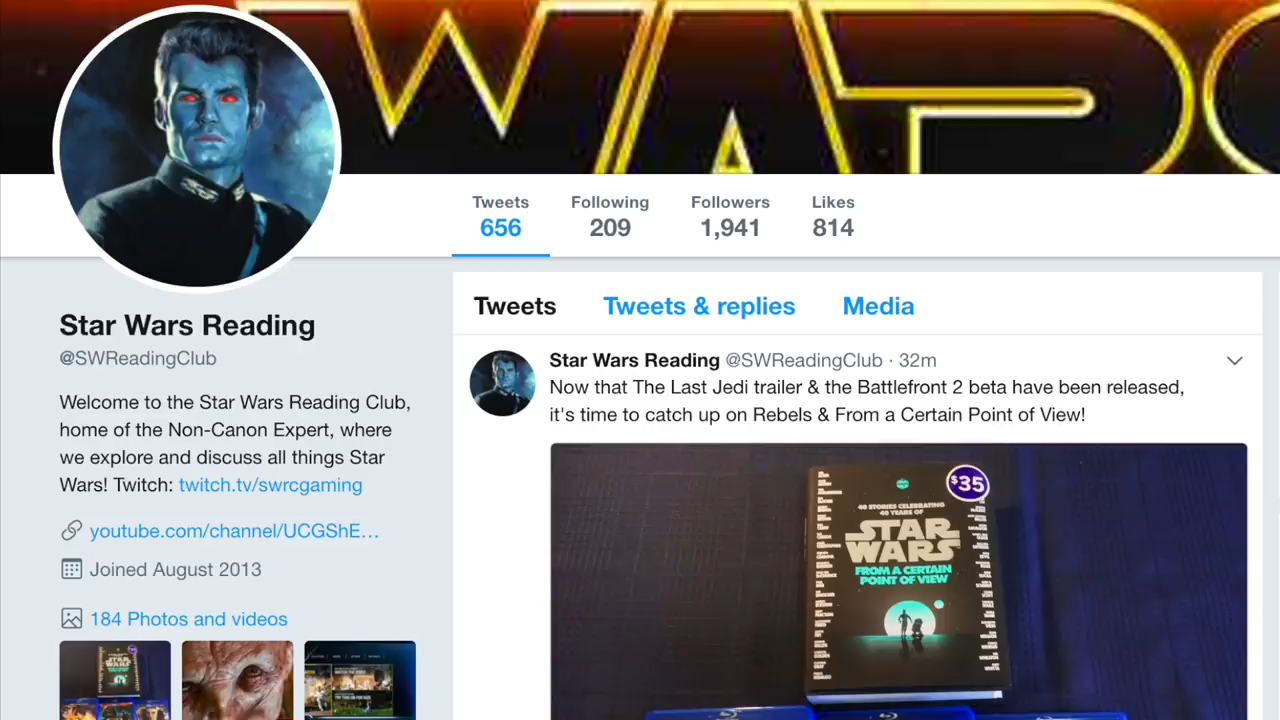 WARS
Tweets Following Followers Likes
656 209 1,941 814
Tweets Tweets & replies Media
Star Wars Reading
@SWReadingClub
Welcome to the Star Wars Reading Club,
home of the Non-Canon Expert, where
we explore and discuss all things Star
Wars! Twitch: twitch.tv/swrcgaming
youtube.com/channel/UCGShE…
Joined August 2013
184 Photos and videos
STAR
WARS
Star Wars Reading @SWReadingClub · 32m
Now that The Last Jedi trailer & the Battlefront 2 beta have been released,
it's time to catch up on Rebels & From a Certain Point of View!
$35
40 STORIES CELEBRATING
40 YEARS OF
STAR
WARS
FROM A CERTAIN
POINT OF VIEW